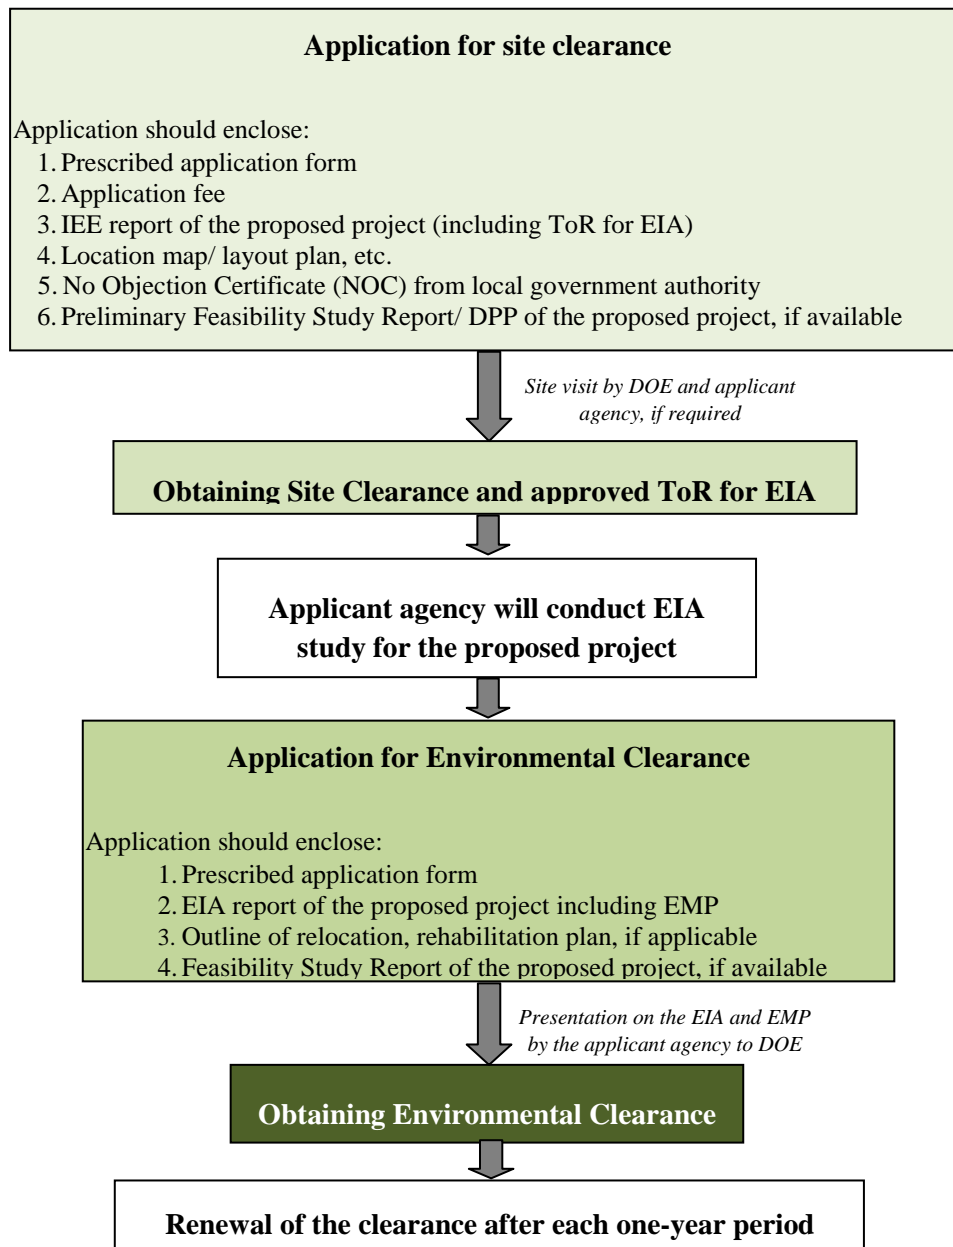 Application for site clearance
Application should enclose:
1. Prescribed application form
2. Application fee
3. IEE report of the proposed project (including ToR for EIA)
4. Location map/ layout plan, etc.
5. No Objection Certificate (NOC) from local government authority
6. Preliminary Feasibility Study Report/ DPP of the proposed project, if available
Site visit by DOE and applicant
agency, if required
Obtaining Site Clearance and approved ToR for EIA
Applicant agency will conduct EIA
study for the proposed project
Application for Environmental Clearance
Application should enclose:
1. Prescribed application form
2. EIA report of the proposed project including EMP
3. Outline of relocation, rehabilitation plan, if applicable
4. Feasibility Study Report of the proposed project, if available
Presentation on the EIA and EMP
by the applicant agency to DOE
Obtaining Environmental Clearance
Renewal of the clearance after each one-year period